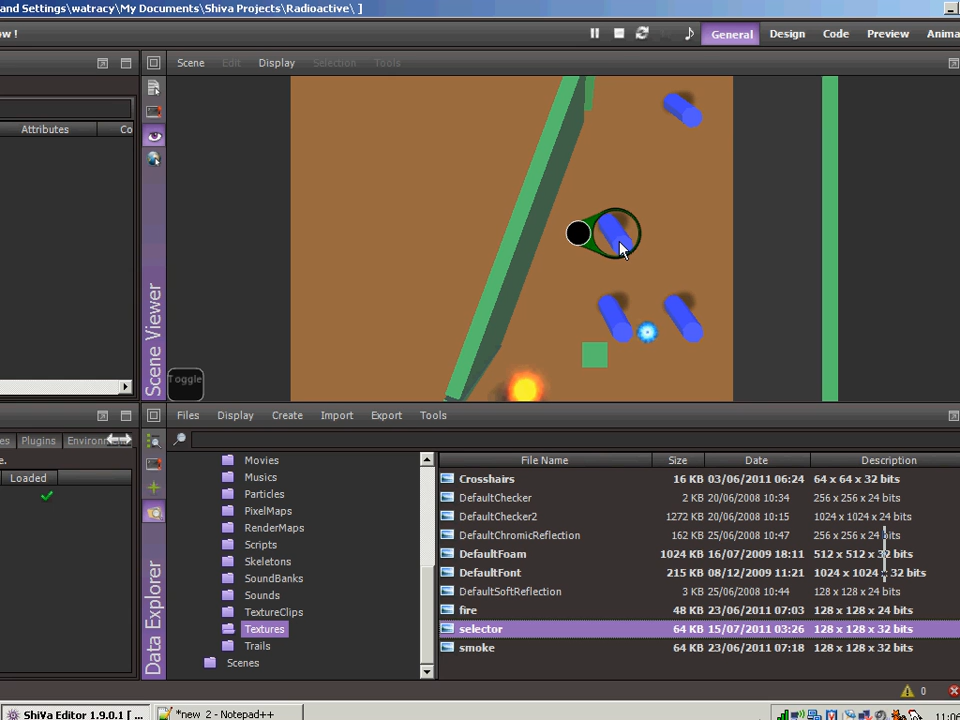 and Settings\watracy\My Documents\Shiva Projects\Radioactive\ ]
ow !
General Design Code Preview Anima
Scene Edit Display Selection Tools
Attributes Co
Scene Viewer
Toggle
Files Display Create Import Export Tools
es Plugins Environ
e.
Loaded
Data Explorer
Movies
Musics
Particles
PixelMaps
RenderMaps
Scripts
Skeletons
SoundBanks
Sounds
TextureClips
Textures
Trails
Scenes
File Name Size Date Description
Crosshairs 16 KB 03/06/2011 06:24 64 x 64 x 32 bits
DefaultChecker 2 KB 20/06/2008 10:34 256 x 256 x 24 bits
DefaultChecker2 1272 KB 20/06/2008 10:15 1024 x 1024 x 24 bits
DefaultChromicReflection 162 KB 25/06/2008 10:47 256 x 256 x 24 bits
DefaultFoam 1024 KB 16/07/2009 18:11 512 x 512 x 32 bits
DefaultFont 215 KB 08/12/2009 11:21 1024 x 1024 x 32 bits
DefaultSoftReflection 3 KB 25/06/2008 10:44 128 x 128 x 24 bits
fire 48 KB 23/06/2011 07:03 128 x 128 x 24 bits
selector 64 KB 15/07/2011 03:26 128 x 128 x 32 bits
smoke 64 KB 23/06/2011 07:18 128 x 128 x 32 bits
0
ShiVa Editor 1.9.0.1 [ ... *new 2 - Notepad++ 11:06